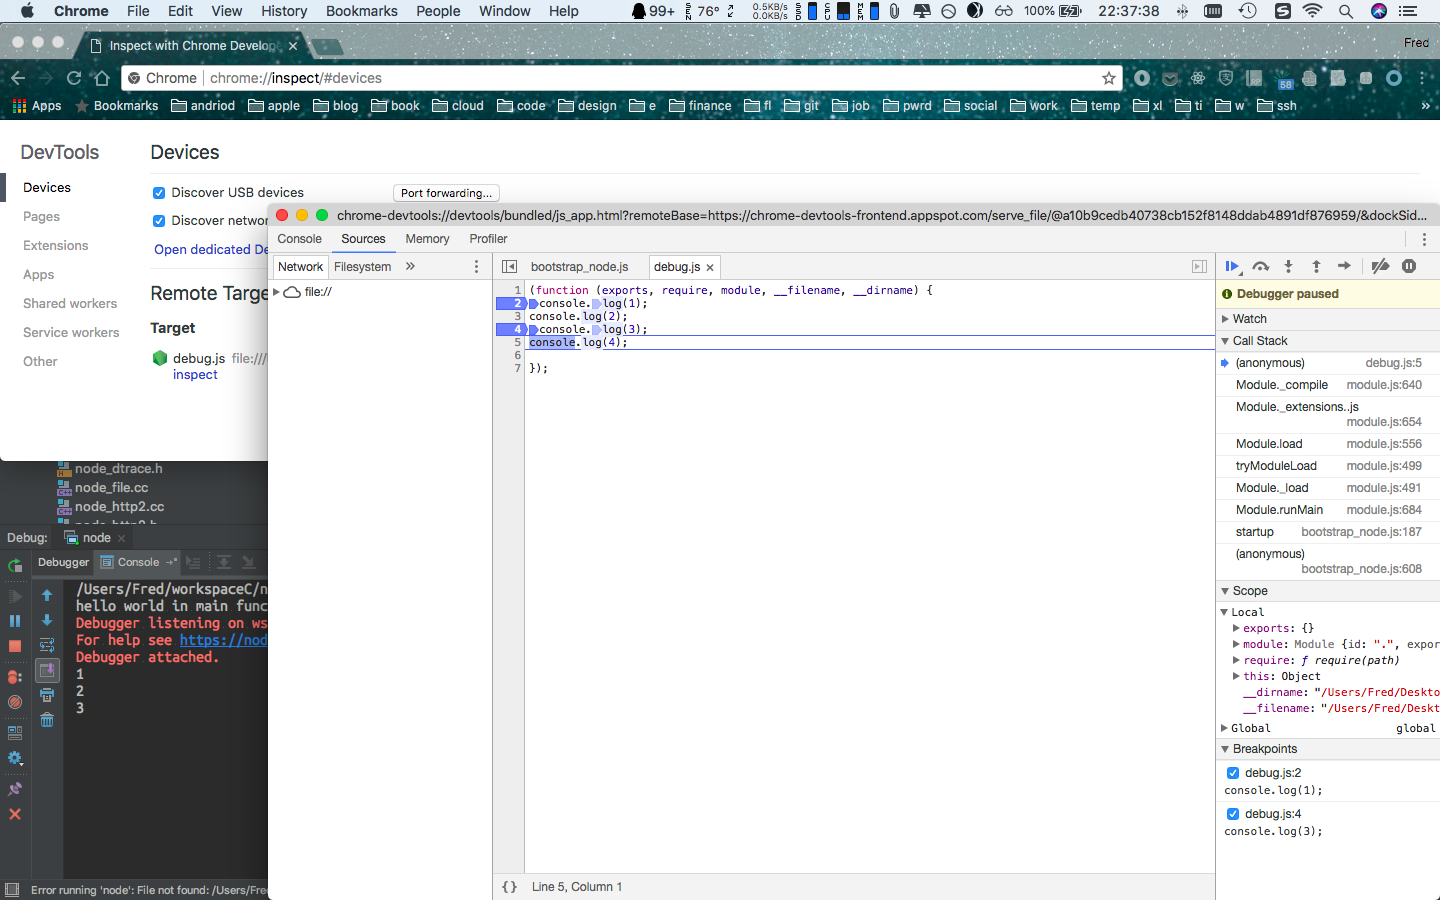 Chrome File Edit View History Bookmarks People Window Help 99+ SEN 76° 0.5KB/s 0.0KB/s SSD CPU MEM 100% 22:37:38
Inspect with Chrome Develop Fred
Chrome chrome://inspect/#devices
58
Apps Bookmarks andriod apple blog book cloud code design e finance fl git job pwrd social work temp xl ti w ssh »
DevTools
Devices
Pages
Extensions
Apps
Shared workers
Service workers
Other
Devices
Discover USB devices Port forwarding...
Discover networ
Open dedicated De
Remote Targe
Target
debug.js file:///
inspect
chrome-devtools://devtools/bundled/js_app.html?remoteBase=https://chrome-devtools-frontend.appspot.com/serve_file/@a10b9cedb40738cb152f8148ddab4891df876959/&dockSid...
Console Sources Memory Profiler
Network Filesystem »
file://
bootstrap_node.js debug.js ×
1 (function (exports, require, module, __filename, __dirname) {
2 console.log(1);
3 console.log(2);
4 console.log(3);
5 console.log(4);
6
7 });
{ } Line 5, Column 1
Debugger paused
Watch
Call Stack
(anonymous) debug.js:5
Module._compile module.js:640
Module._extensions..js
module.js:654
Module.load module.js:556
tryModuleLoad module.js:499
Module._load module.js:491
Module.runMain module.js:684
startup bootstrap_node.js:187
(anonymous)
bootstrap_node.js:608
Scope
Local
exports: {}
module: Module {id: ".", expor
require: ƒ require(path)
this: Object
__dirname: "/Users/Fred/Deskto
__filename: "/Users/Fred/Deskt
Global global
Breakpoints
debug.js:2
console.log(1);
debug.js:4
console.log(3);
node_dtrace.h
node_file.cc
node_http2.cc
node_http2.h
Debug: node
Debugger Console
/Users/Fred/workspaceC/n
hello world in main func
Debugger listening on ws
For help see https://nod
Debugger attached.
1
2
3
Error running 'node': File not found: /Users/Fre